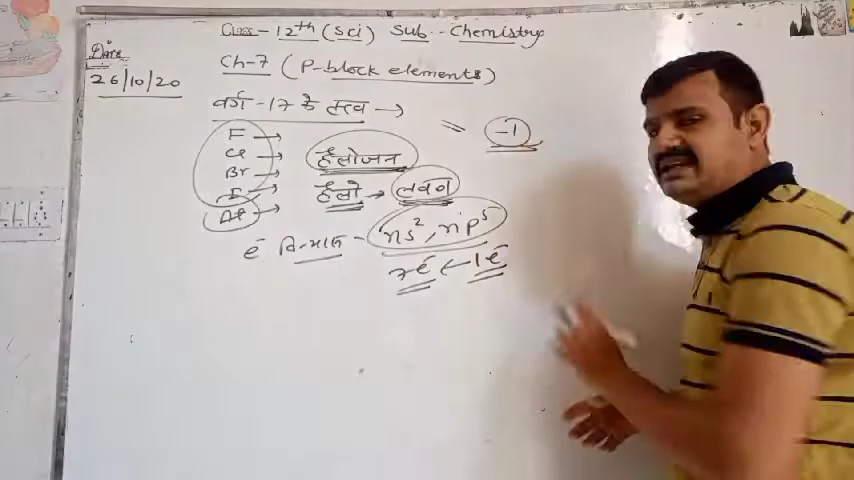 Class - 12th (Sci) Sub - Chemistry
Date
26/10/20
Ch-7 (P-block elements)
वर्ग -17 के तत्व →
F →
Cl →
Br →
I →
At →
हैलोजन
हैलो → लवण
= -1
e⁻ विन्यास - ns², np⁵
7e⁻ ← 1e⁻